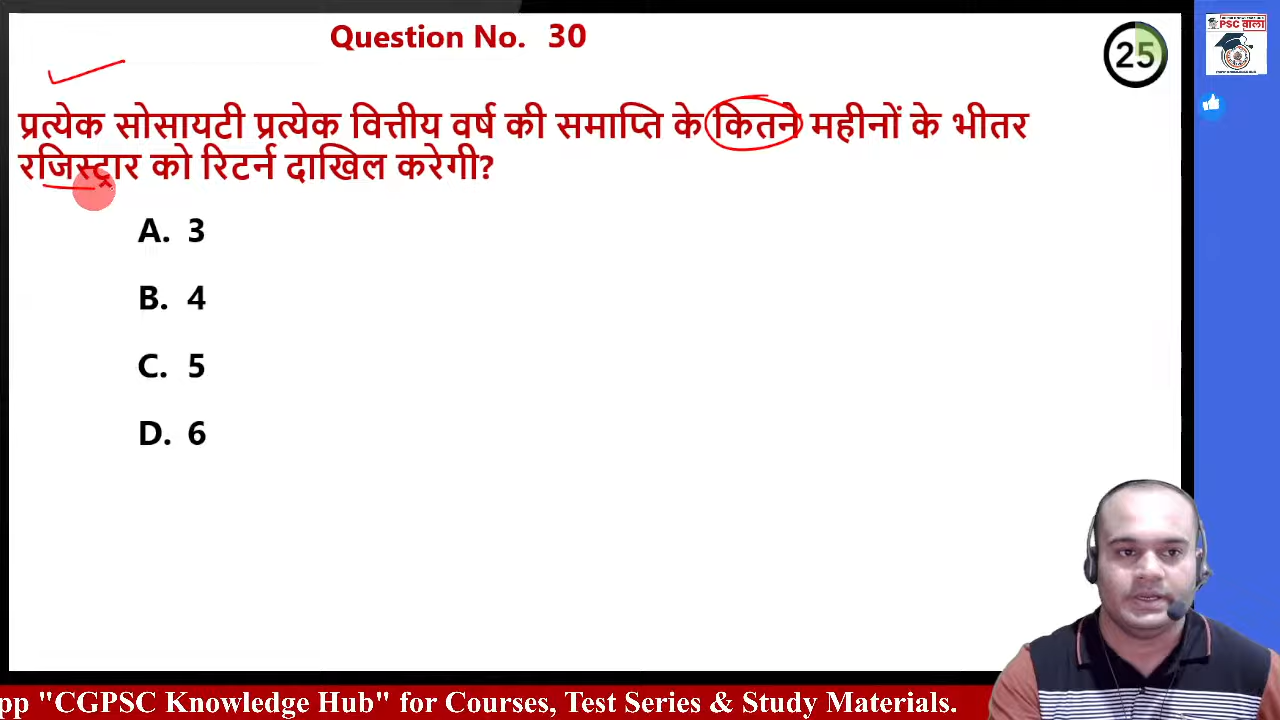 Question No. 30
25
PSC वाला
प्रत्येक सोसायटी प्रत्येक वित्तीय वर्ष की समाप्ति के कितने महीनों के भीतर
रजिस्ट्रार को रिटर्न दाखिल करेगी?
A. 3
B. 4
C. 5
D. 6
pp "CGPSC Knowledge Hub" for Courses, Test Series & Study Materials.